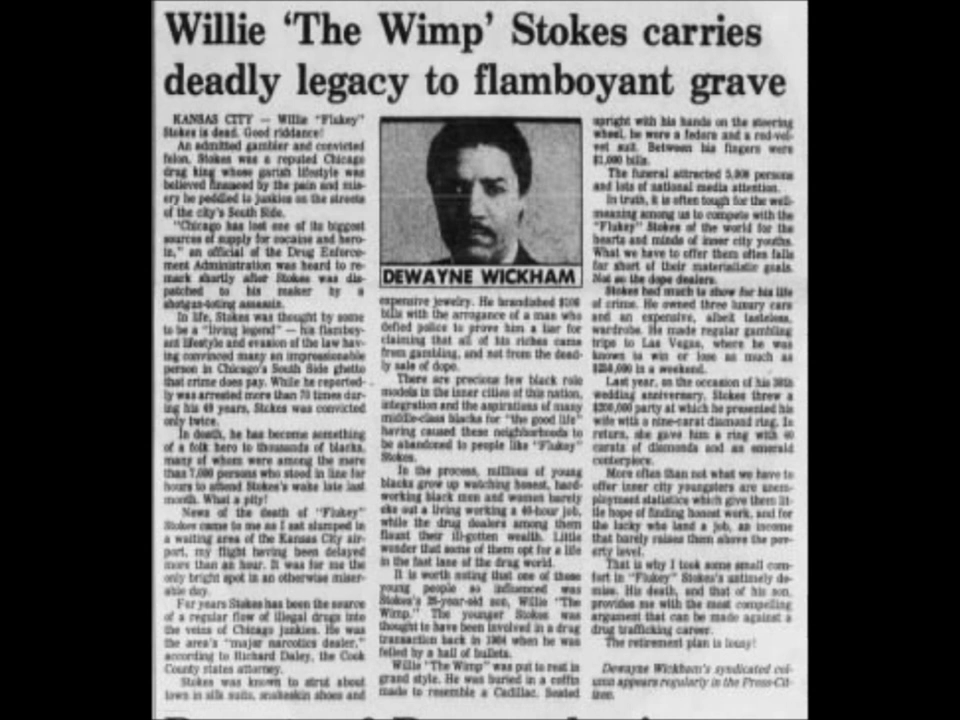 Willie 'The Wimp' Stokes carries
deadly legacy to flamboyant grave
KANSAS CITY — Willie "Flukey"
Stokes is dead. Good riddance!
An admitted gambler and convicted
felon, Stokes was a reputed Chicago
drug king whose garish lifestyle was
believed financed by the pain and mis-
ery he peddled to junkies on the streets
of the city's South Side.
"Chicago has lost one of its biggest
sources of supply for cocaine and hero-
in," an official of the Drug Enforce-
ment Administration was heard to re-
mark shortly after Stokes was dis-
patched to his maker by a
shotgun-toting assassin.
In life, Stokes was thought by some
to be a "living legend" — his flamboy-
ant lifestyle and evasion of the law hav-
ing convinced many an impressionable
person in Chicago's South Side ghetto
that crime does pay. While he reported-
ly was arrested more than 70 times dur-
ing his 49 years, Stokes was convicted
only twice.
In death, he has become something
of a folk hero to thousands of blacks,
many of whom were among the more
than 7,000 persons who stood in line for
hours to attend Stokes's wake late last
month. What a pity!
News of the death of "Flukey"
Stokes came to me as I sat slumped in
a waiting area of the Kansas City air-
port, my flight having been delayed
more than an hour. It was for me the
only bright spot in an otherwise miser-
able day.
For years Stokes has been the source
of a regular flow of illegal drugs into
the veins of Chicago junkies. He was
the area's "major narcotics dealer,"
according to Richard Daley, the Cook
County states attorney.
Stokes was known to strut about
town in silk suits, snakeskin shoes and
DEWAYNE WICKHAM
expensive jewelry. He brandished $100
bills with the arrogance of a man who
defied police to prove him a liar for
claiming that all of his riches came
from gambling, and not from the dead-
ly sale of dope.
There are precious few black role
models in the inner cities of this nation,
integration and the aspirations of many
middle-class blacks for "the good life"
having caused these neighborhoods to
be abandoned to people like "Flukey"
Stokes.
In the process, millions of young
blacks grow up watching honest, hard-
working black men and women barely
eke out a living working a 40-hour job,
while the drug dealers among them
flaunt their ill-gotten wealth. Little
wonder that some of them opt for a life
in the fast lane of the drug world.
It is worth noting that one of those
young people so influenced was
Stokes's 28-year-old son, Willie "The
Wimp." The younger Stokes was
thought to have been involved in a drug
transaction back in 1984 when he was
felled by a hail of bullets.
Willie "The Wimp" was put to rest in
grand style. He was buried in a coffin
made to resemble a Cadillac. Seated
upright with his hands on the steering
wheel, he wore a fedora and a red-vel-
vet suit. Between his fingers were
$1,000 bills.
The funeral attracted 5,000 persons
and lots of national media attention.
In truth, it is often tough for the well-
meaning among us to compete with the
"Flukey" Stokes of the world for the
hearts and minds of inner city youths.
What we have to offer them often falls
far short of their materialistic goals.
Not so the dope dealers.
Stokes had much to show for his life
of crime. He owned three luxury cars
and an expensive, albeit tasteless,
wardrobe. He made regular gambling
trips to Las Vegas, where he was
known to win or lose as much as
$250,000 in a weekend.
Last year, on the occasion of his 30th
wedding anniversary, Stokes threw a
$200,000 party at which he presented his
wife with a nine-carat diamond ring. In
return, she gave him a ring with 40
carats of diamonds and an emerald
centerpiece.
More often than not what we have to
offer inner city youngsters are unem-
ployment statistics which give them lit-
tle hope of finding honest work, and for
the lucky who land a job, an income
that barely raises them above the pov-
erty level.
That is why I took some small com-
fort in "Flukey" Stokes's untimely de-
mise. His death, and that of his son,
provides me with the most compelling
argument that can be made against a
drug trafficking career.
The retirement plan is lousy!
Dewayne Wickham's syndicated col-
umn appears regularly in the Press-Cit-
izen.